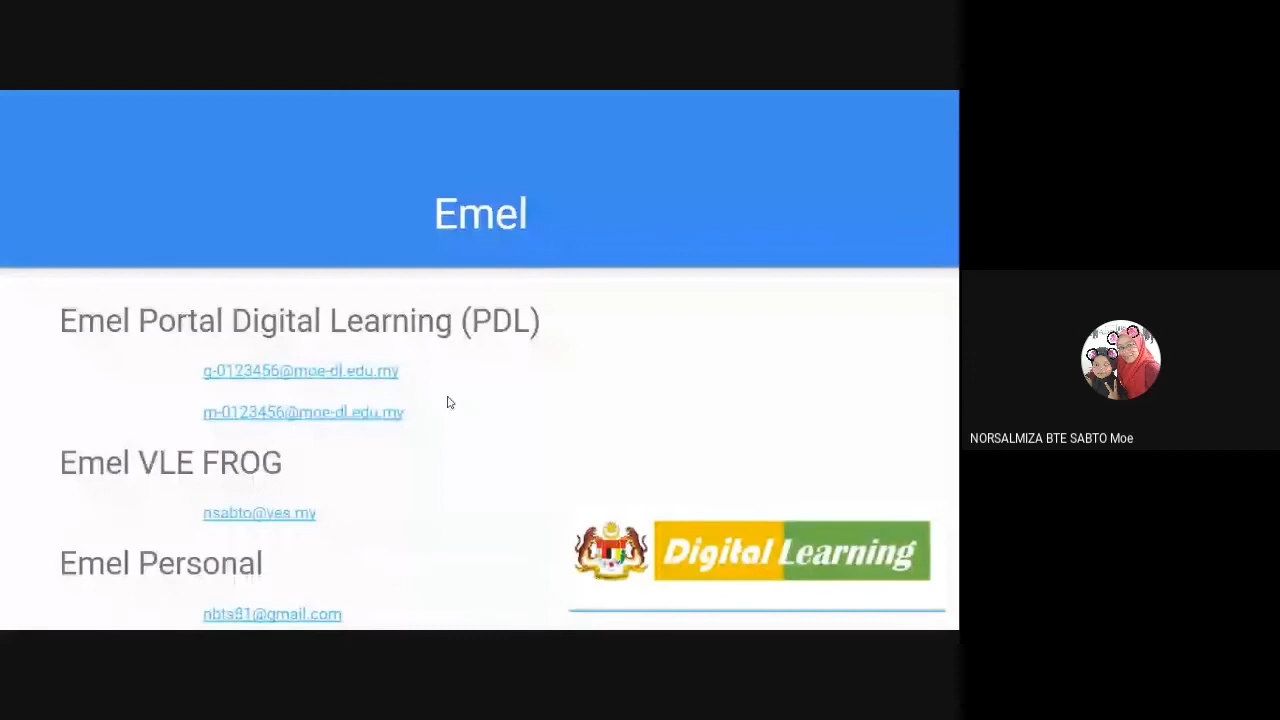 Emel
Emel Portal Digital Learning (PDL)
g-0123456@moe-dl.edu.my
m-0123456@moe-dl.edu.my
Emel VLE FROG
nsabto@yes.my
Emel Personal
nbts81@gmail.com
Digital Learning
NORSALMIZA BTE SABTO Moe